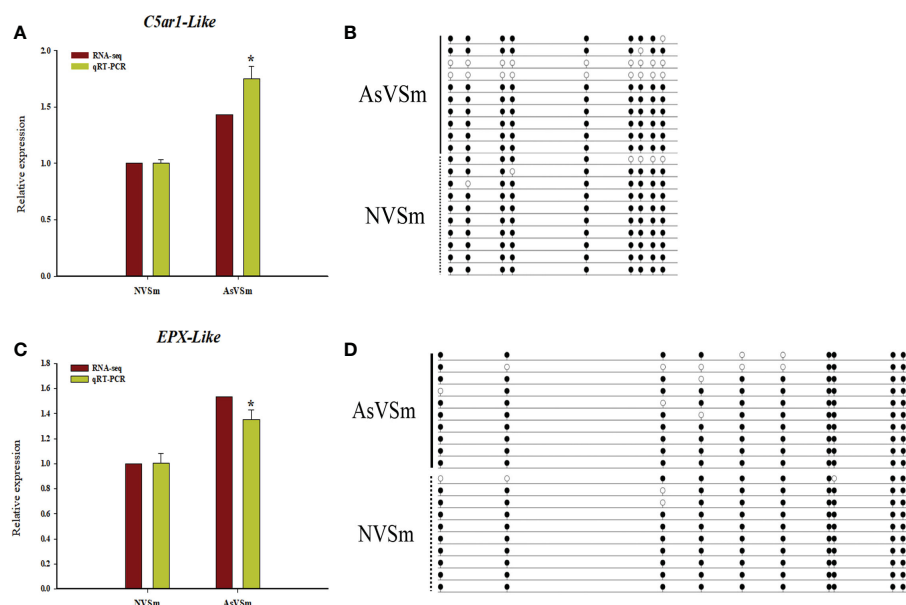 A
C5ar1-Like
RNA-seq
qRT-PCR
*
Relative expression
2.0
1.5
1.0
0.5
0.0
NVSm
AsVSm
B
AsVSm
NVSm
C
EPX-Like
RNA-seq
qRT-PCR
*
Relative expression
1.8
1.6
1.4
1.2
1.0
0.8
0.6
0.4
0.2
0.0
NVSm
AsVSm
D
AsVSm
NVSm